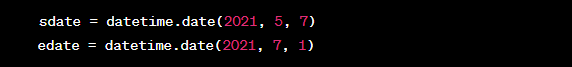 sdate = datetime.date(2021, 5, 7)
edate = datetime.date(2021, 7, 1)